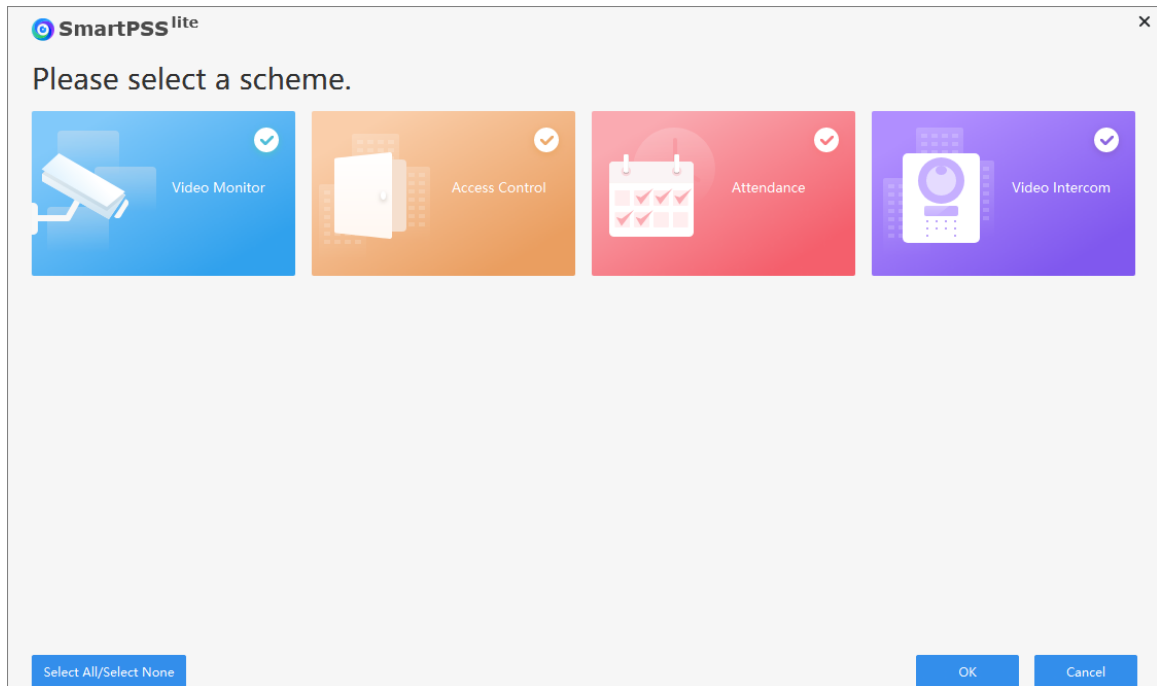 SmartPSS lite
Please select a scheme.
Video Monitor
Access Control
Attendance
Video Intercom
Select All/Select None
OK
Cancel